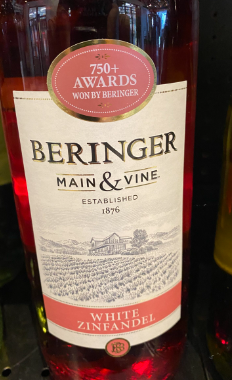 750+
AWARDS
WON BY BERINGER
BERINGER
MAIN & VINE
ESTABLISHED
1876
WHITE
ZINFANDEL